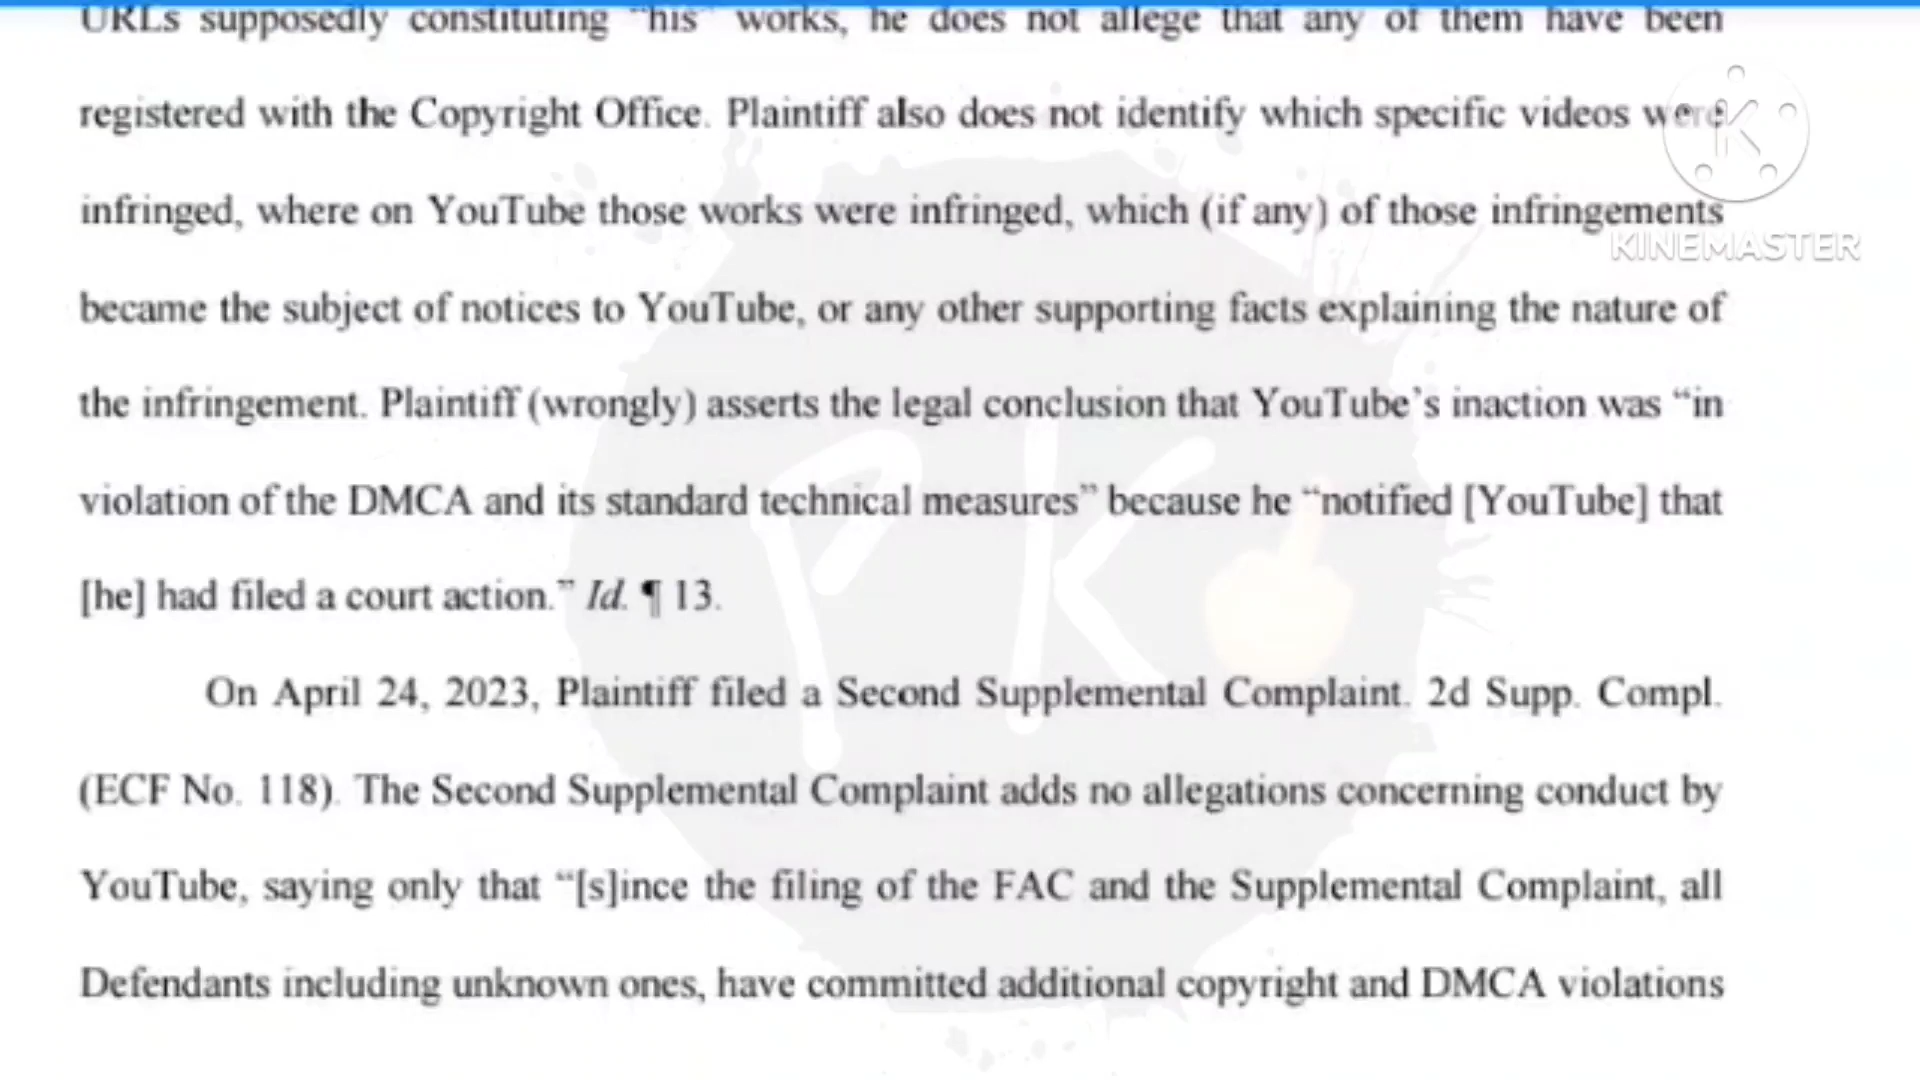 URLs supposedly constituting “his” works, he does not allege that any of them have been
registered with the Copyright Office. Plaintiff also does not identify which specific videos were
infringed, where on YouTube those works were infringed, which (if any) of those infringements
KINEMASTER
became the subject of notices to YouTube, or any other supporting facts explaining the nature of
the infringement. Plaintiff (wrongly) asserts the legal conclusion that YouTube’s inaction was “in
violation of the DMCA and its standard technical measures” because he “notified [YouTube] that
[he] had filed a court action.” Id. ¶ 13.
PK
On April 24, 2023, Plaintiff filed a Second Supplemental Complaint. 2d Supp. Compl.
(ECF No. 118). The Second Supplemental Complaint adds no allegations concerning conduct by
YouTube, saying only that “[s]ince the filing of the FAC and the Supplemental Complaint, all
Defendants including unknown ones, have committed additional copyright and DMCA violations